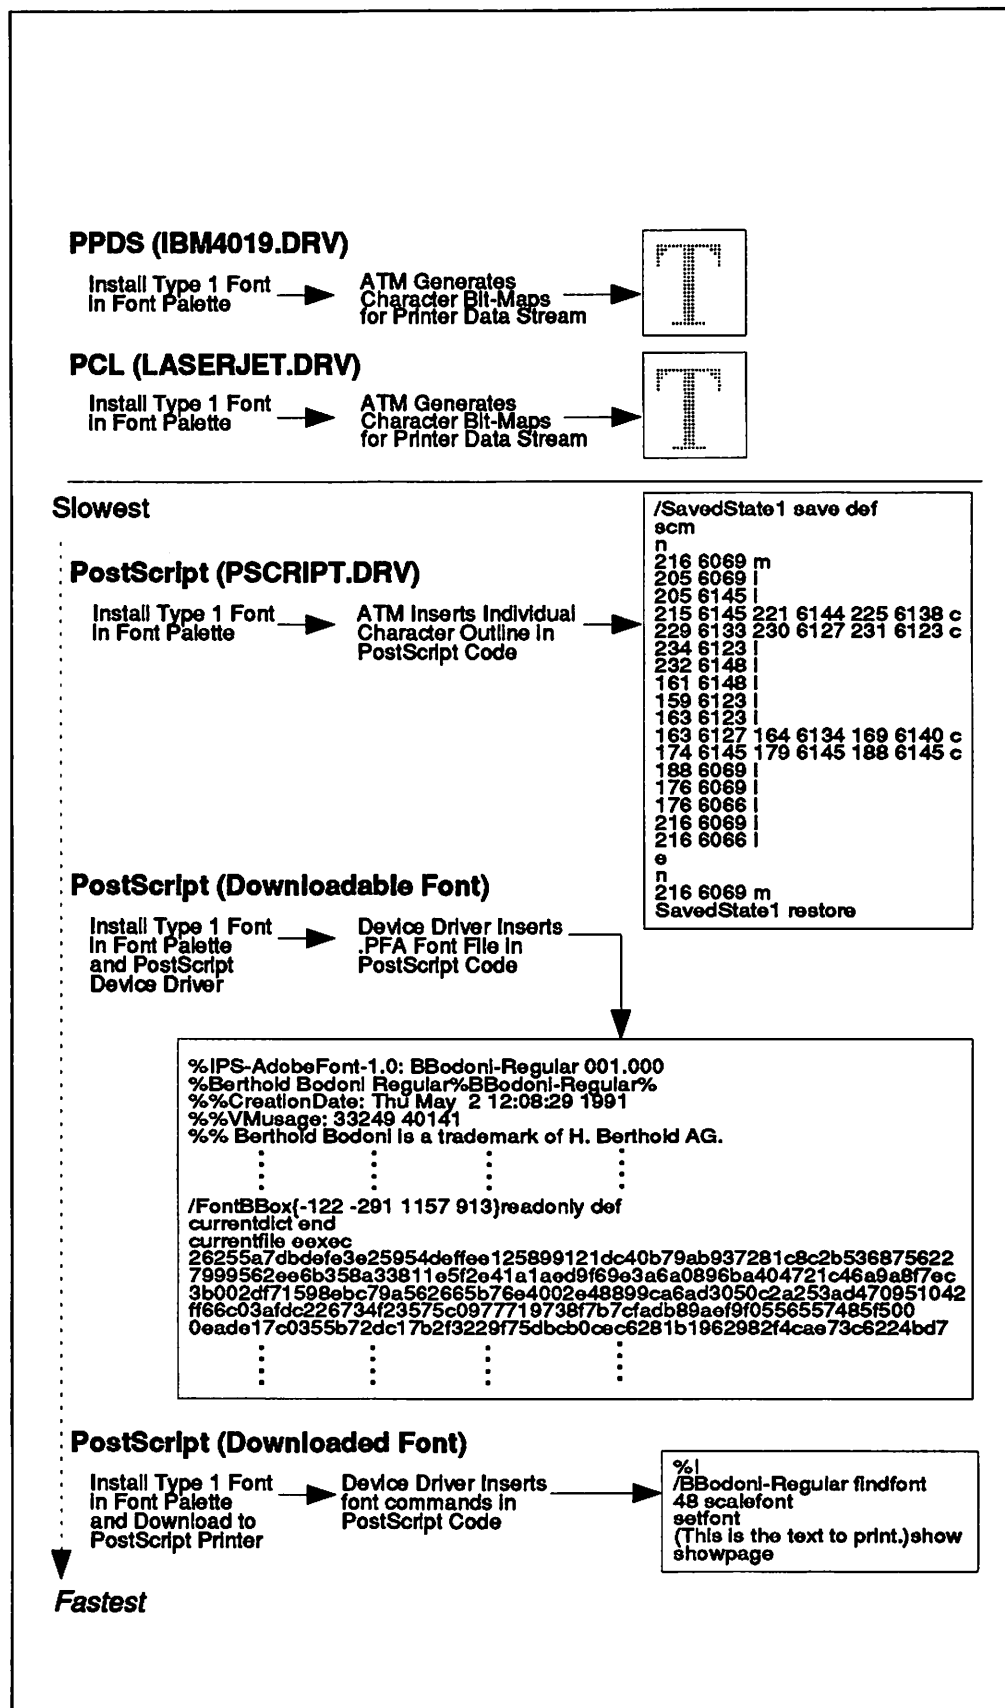 PPDS (IBM4019.DRV)
Install Type 1 Font
in Font Palette
ATM Generates
Character Bit-Maps
for Printer Data Stream
T
PCL (LASERJET.DRV)
Install Type 1 Font
in Font Palette
ATM Generates
Character Bit-Maps
for Printer Data Stream
T
Slowest
PostScript (PSCRIPT.DRV)
Install Type 1 Font
in Font Palette
ATM Inserts Individual
Character Outline in
PostScript Code
/SavedState1 save def
scm
n
216 6069 m
205 6069 l
205 6145 l
215 6145 221 6144 225 6138 c
229 6133 230 6127 231 6123 c
234 6123 l
232 6148 l
161 6148 l
159 6123 l
163 6123 l
163 6127 164 6134 169 6140 c
174 6145 179 6145 188 6145 c
188 6069 l
176 6069 l
176 6066 l
216 6069 l
216 6066 l
e
n
216 6069 m
SavedState1 restore
PostScript (Downloadable Font)
Install Type 1 Font
in Font Palette
and PostScript
Device Driver
Device Driver Inserts
.PFA Font File in
PostScript Code
%!PS-AdobeFont-1.0: BBodoni-Regular 001.000
%Berthold Bodoni Regular%BBodoni-Regular%
%%CreationDate: Thu May  2 12:08:29 1991
%%VMusage: 33249 40141
%% Berthold Bodoni is a trademark of H. Berthold AG.
/FontBBox{-122 -291 1157 913}readonly def
currentdict end
currentfile eexec
26255a7dbdefe3e25954deffee125899121dc40b79ab937281c8c2b536875622
7999562ee6b358a33811e5f2e41a1aed9f69e3a6a0896ba404721c46a9a8f7ec
3b002df71598ebc79a562665b76e4002e48899ca6ad3050c2a253ad470951042
ff66c03afdc226734f23575c0977719738f7b7cfadb89aef9f0556557485f500
0eade17c0355b72dc17b2f3229f75dbcb0cec6281b1962982f4cae73c6224bd7
PostScript (Downloaded Font)
Install Type 1 Font
in Font Palette
and Download to
PostScript Printer
Device Driver Inserts
font commands in
PostScript Code
%!
/BBodoni-Regular findfont
48 scalefont
setfont
(This is the text to print.)show
showpage
Fastest